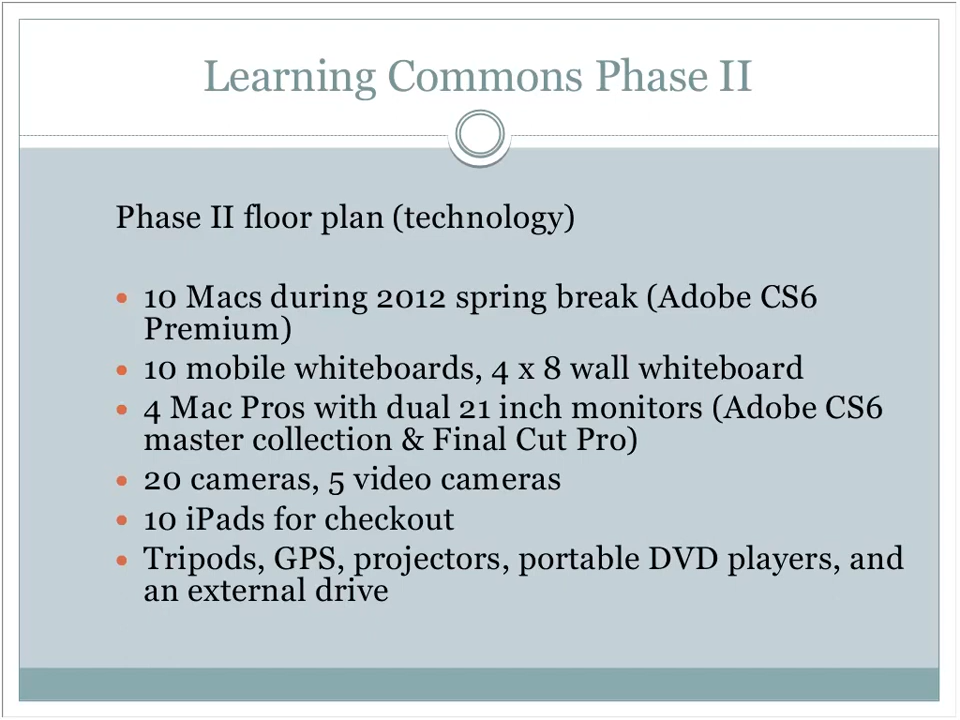 Learning Commons Phase II
Phase II floor plan (technology)
• 10 Macs during 2012 spring break (Adobe CS6
Premium)
• 10 mobile whiteboards, 4 x 8 wall whiteboard
• 4 Mac Pros with dual 21 inch monitors (Adobe CS6
master collection & Final Cut Pro)
• 20 cameras, 5 video cameras
• 10 iPads for checkout
• Tripods, GPS, projectors, portable DVD players, and
an external drive